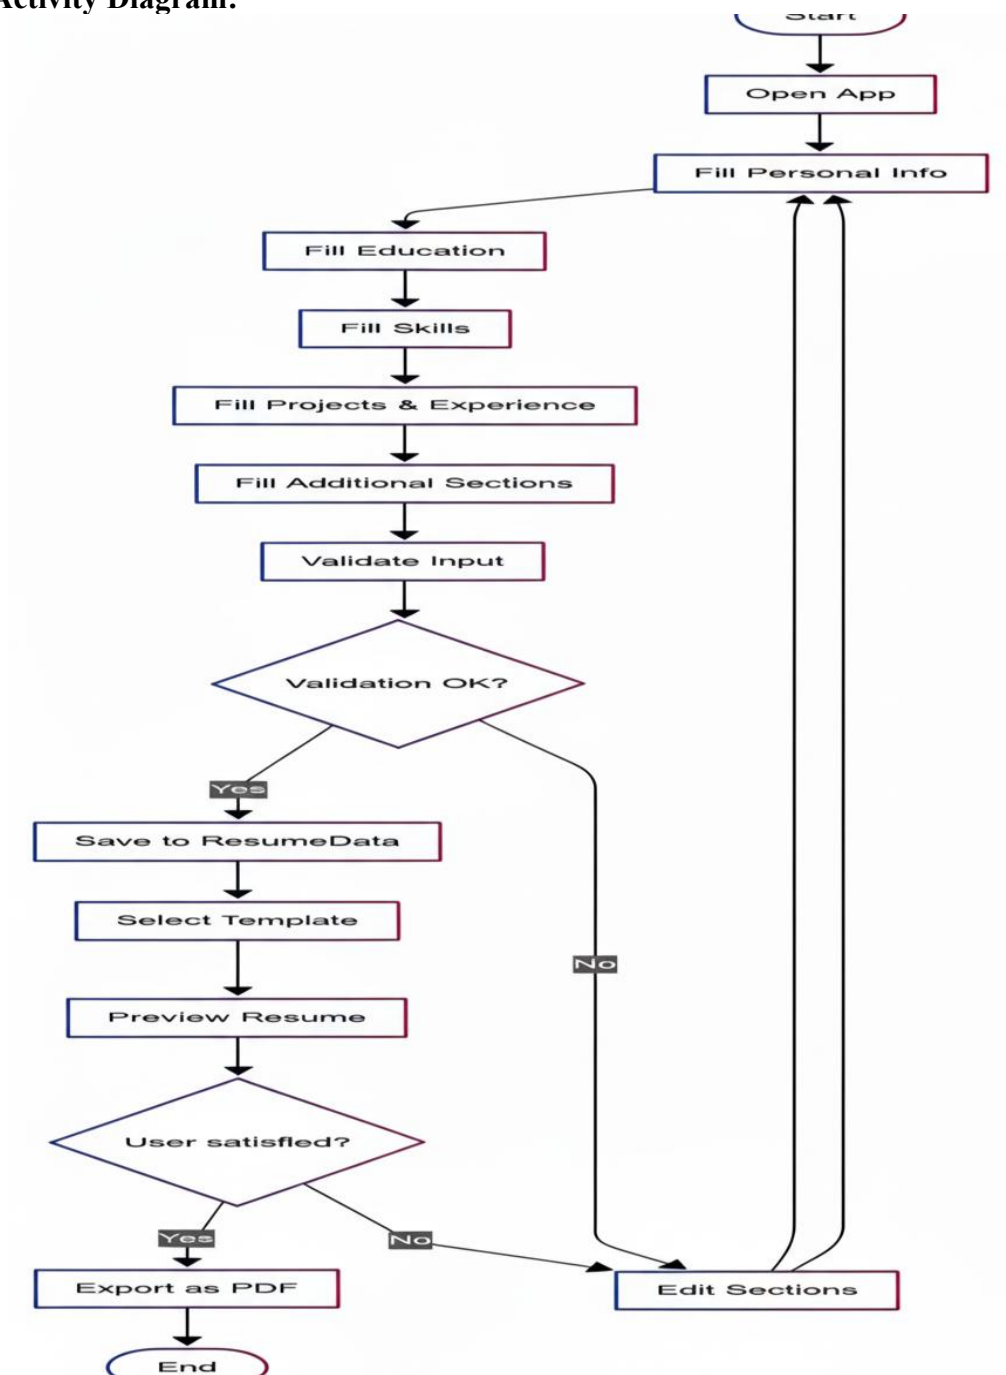 Activity Diagram:
Start
Open App
Fill Personal Info
Fill Education
Fill Skills
Fill Projects & Experience
Fill Additional Sections
Validate Input
Validation OK?
Yes
Save to ResumeData
Select Template
No
Preview Resume
User satisfied?
Yes
No
Export as PDF
Edit Sections
End